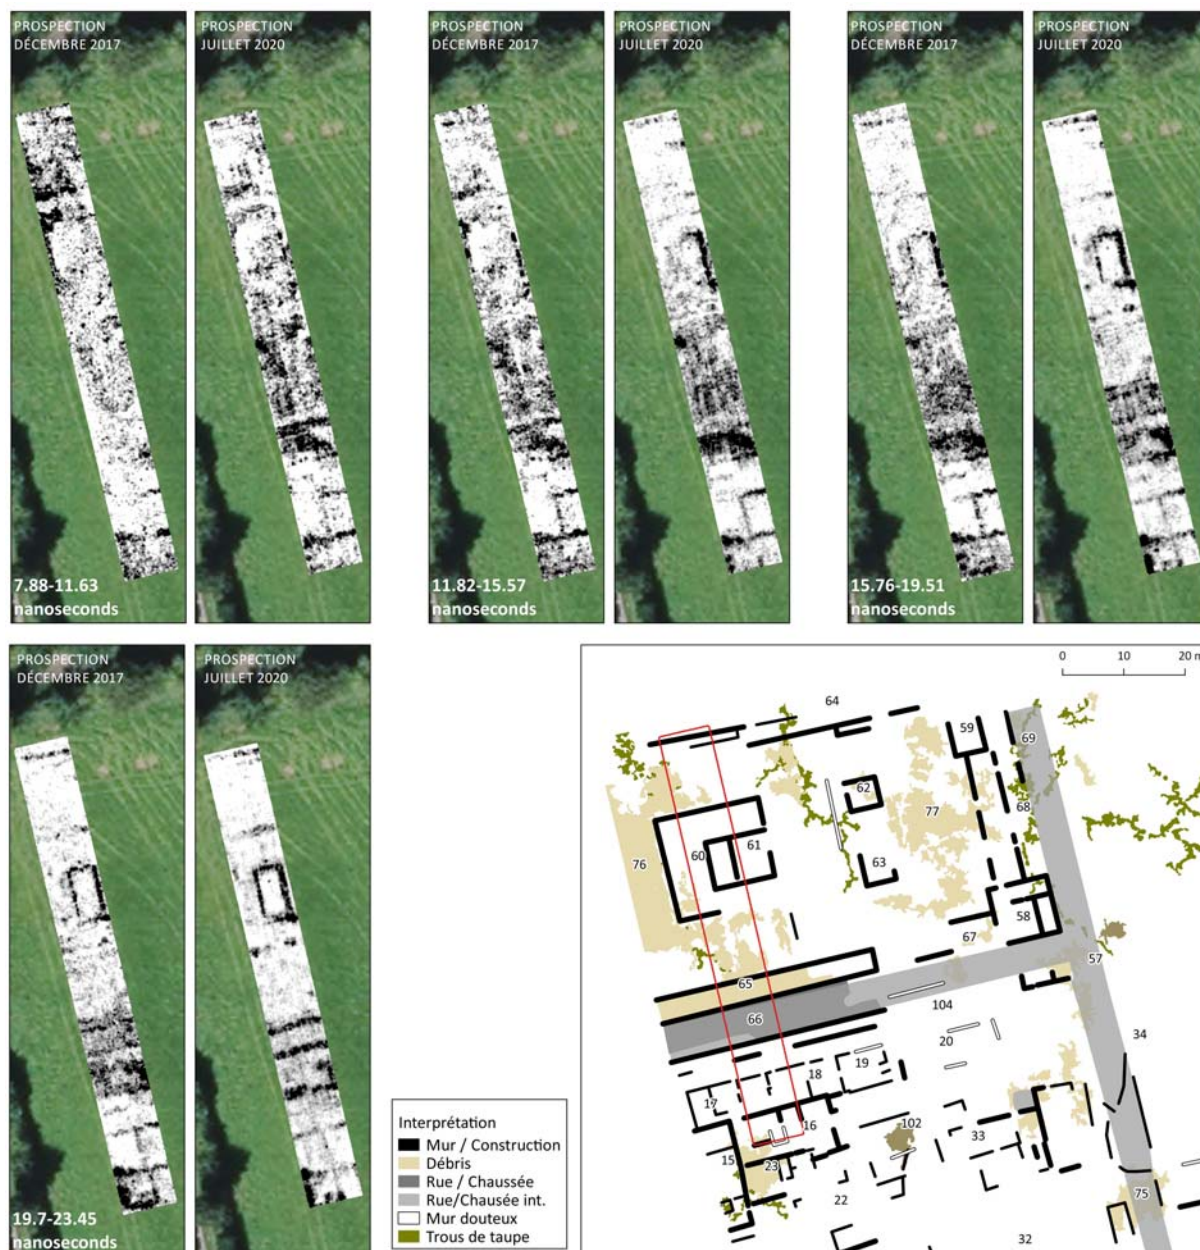 PROSPECTION
DÉCEMBRE 2017
PROSPECTION
JUILLET 2020
7.88-11.63
nanoseconds
PROSPECTION
DÉCEMBRE 2017
PROSPECTION
JUILLET 2020
11.82-15.57
nanoseconds
PROSPECTION
DÉCEMBRE 2017
PROSPECTION
JUILLET 2020
15.76-19.51
nanoseconds
PROSPECTION
DÉCEMBRE 2017
PROSPECTION
JUILLET 2020
19.7-23.45
nanoseconds
Interprétation
Mur / Construction
Débris
Rue / Chaussée
Rue/Chausée int.
Mur douteux
Trous de taupe
0 10 20 m
64
59
69
62
77
68
60
61
76
63
58
67
57
65
104
66
20
34
19
18
17
16
102
33
15
23
22
75
32